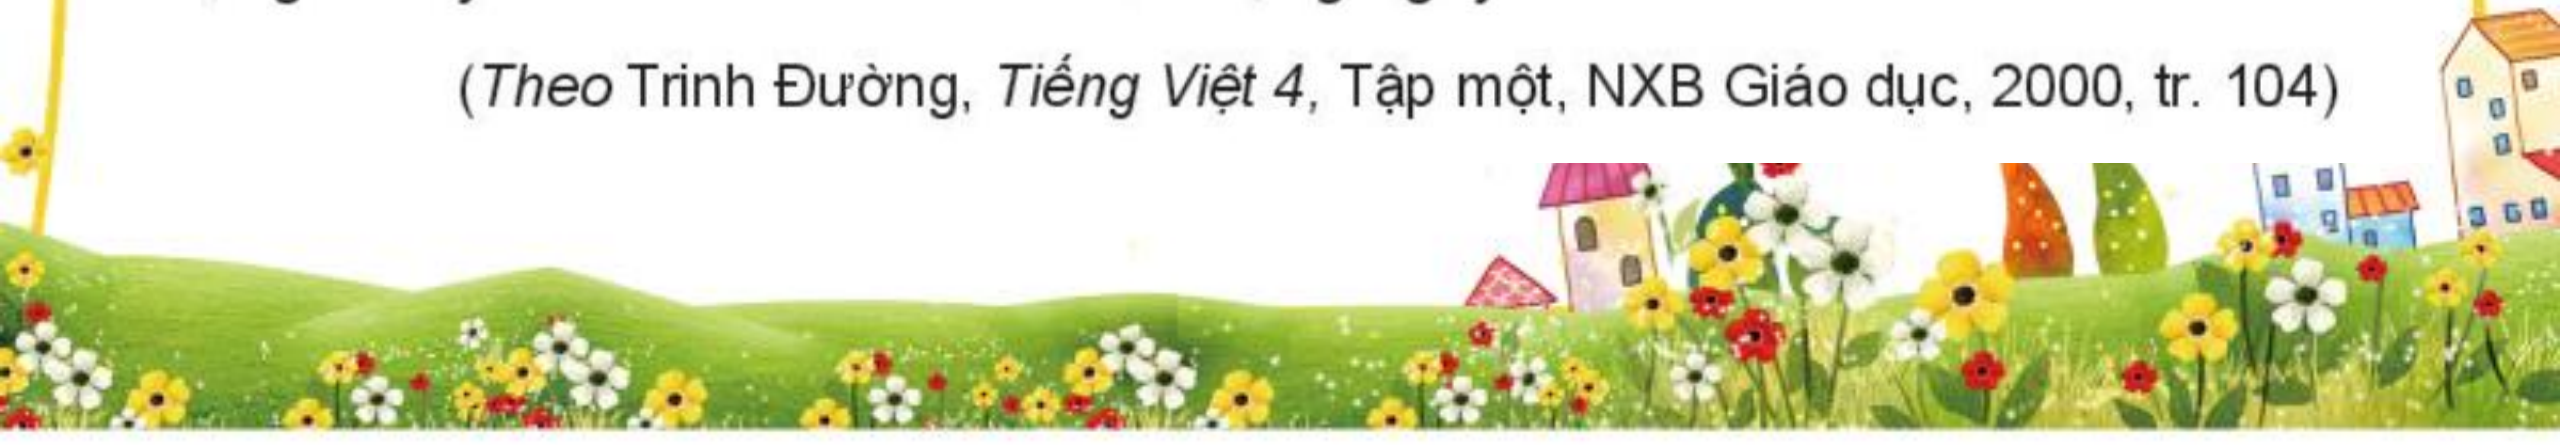 (Theo Trinh Đường, Tiếng Việt 4, Tập một, NXB Giáo dục, 2000, tr. 104)